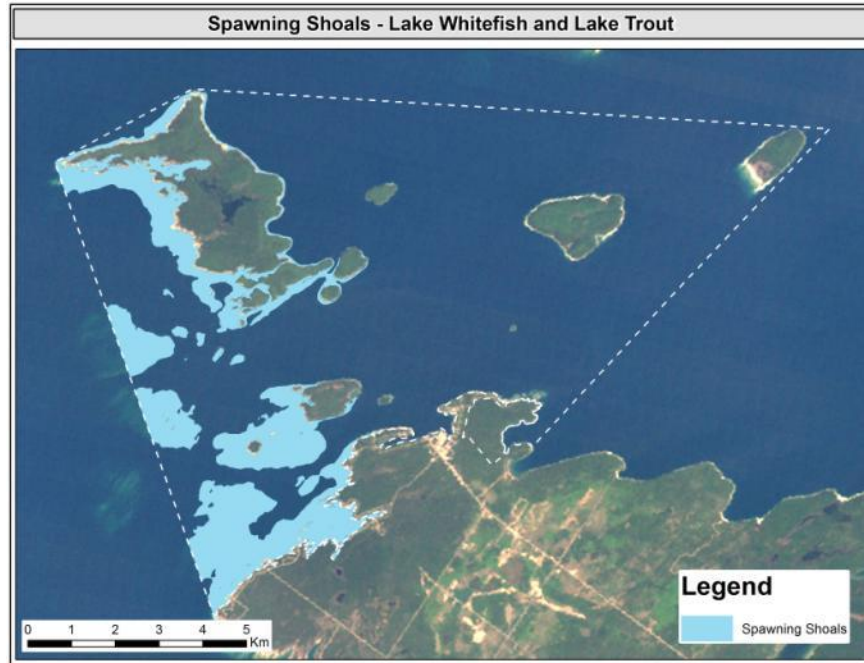 Spawning Shoals - Lake Whitefish and Lake Trout
Legend
Spawning Shoals
0 1 2 3 4 5
Km